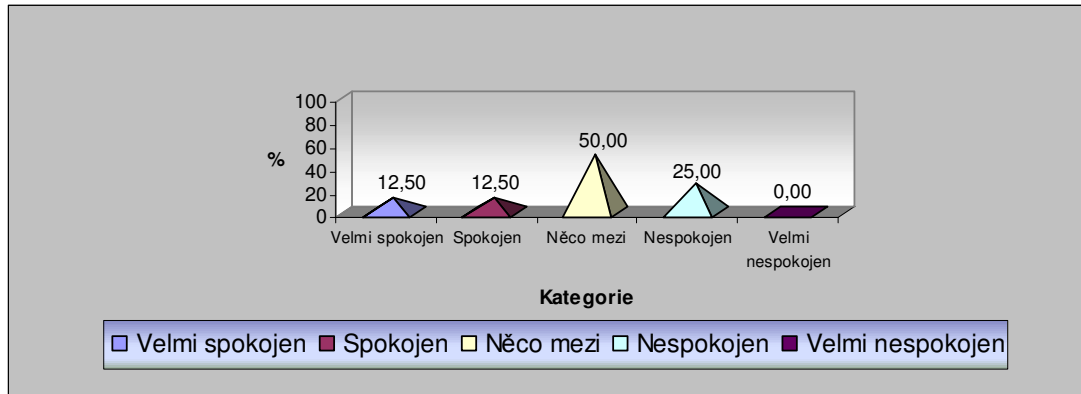 100
80
60
40
20
0
%
12,50
12,50
50,00
25,00
0,00
Velmi spokojen
Spokojen
Něco mezi
Nespokojen
Velmi
nespokojen
Kategorie
Velmi spokojen
Spokojen
Něco mezi
Nespokojen
Velmi nespokojen